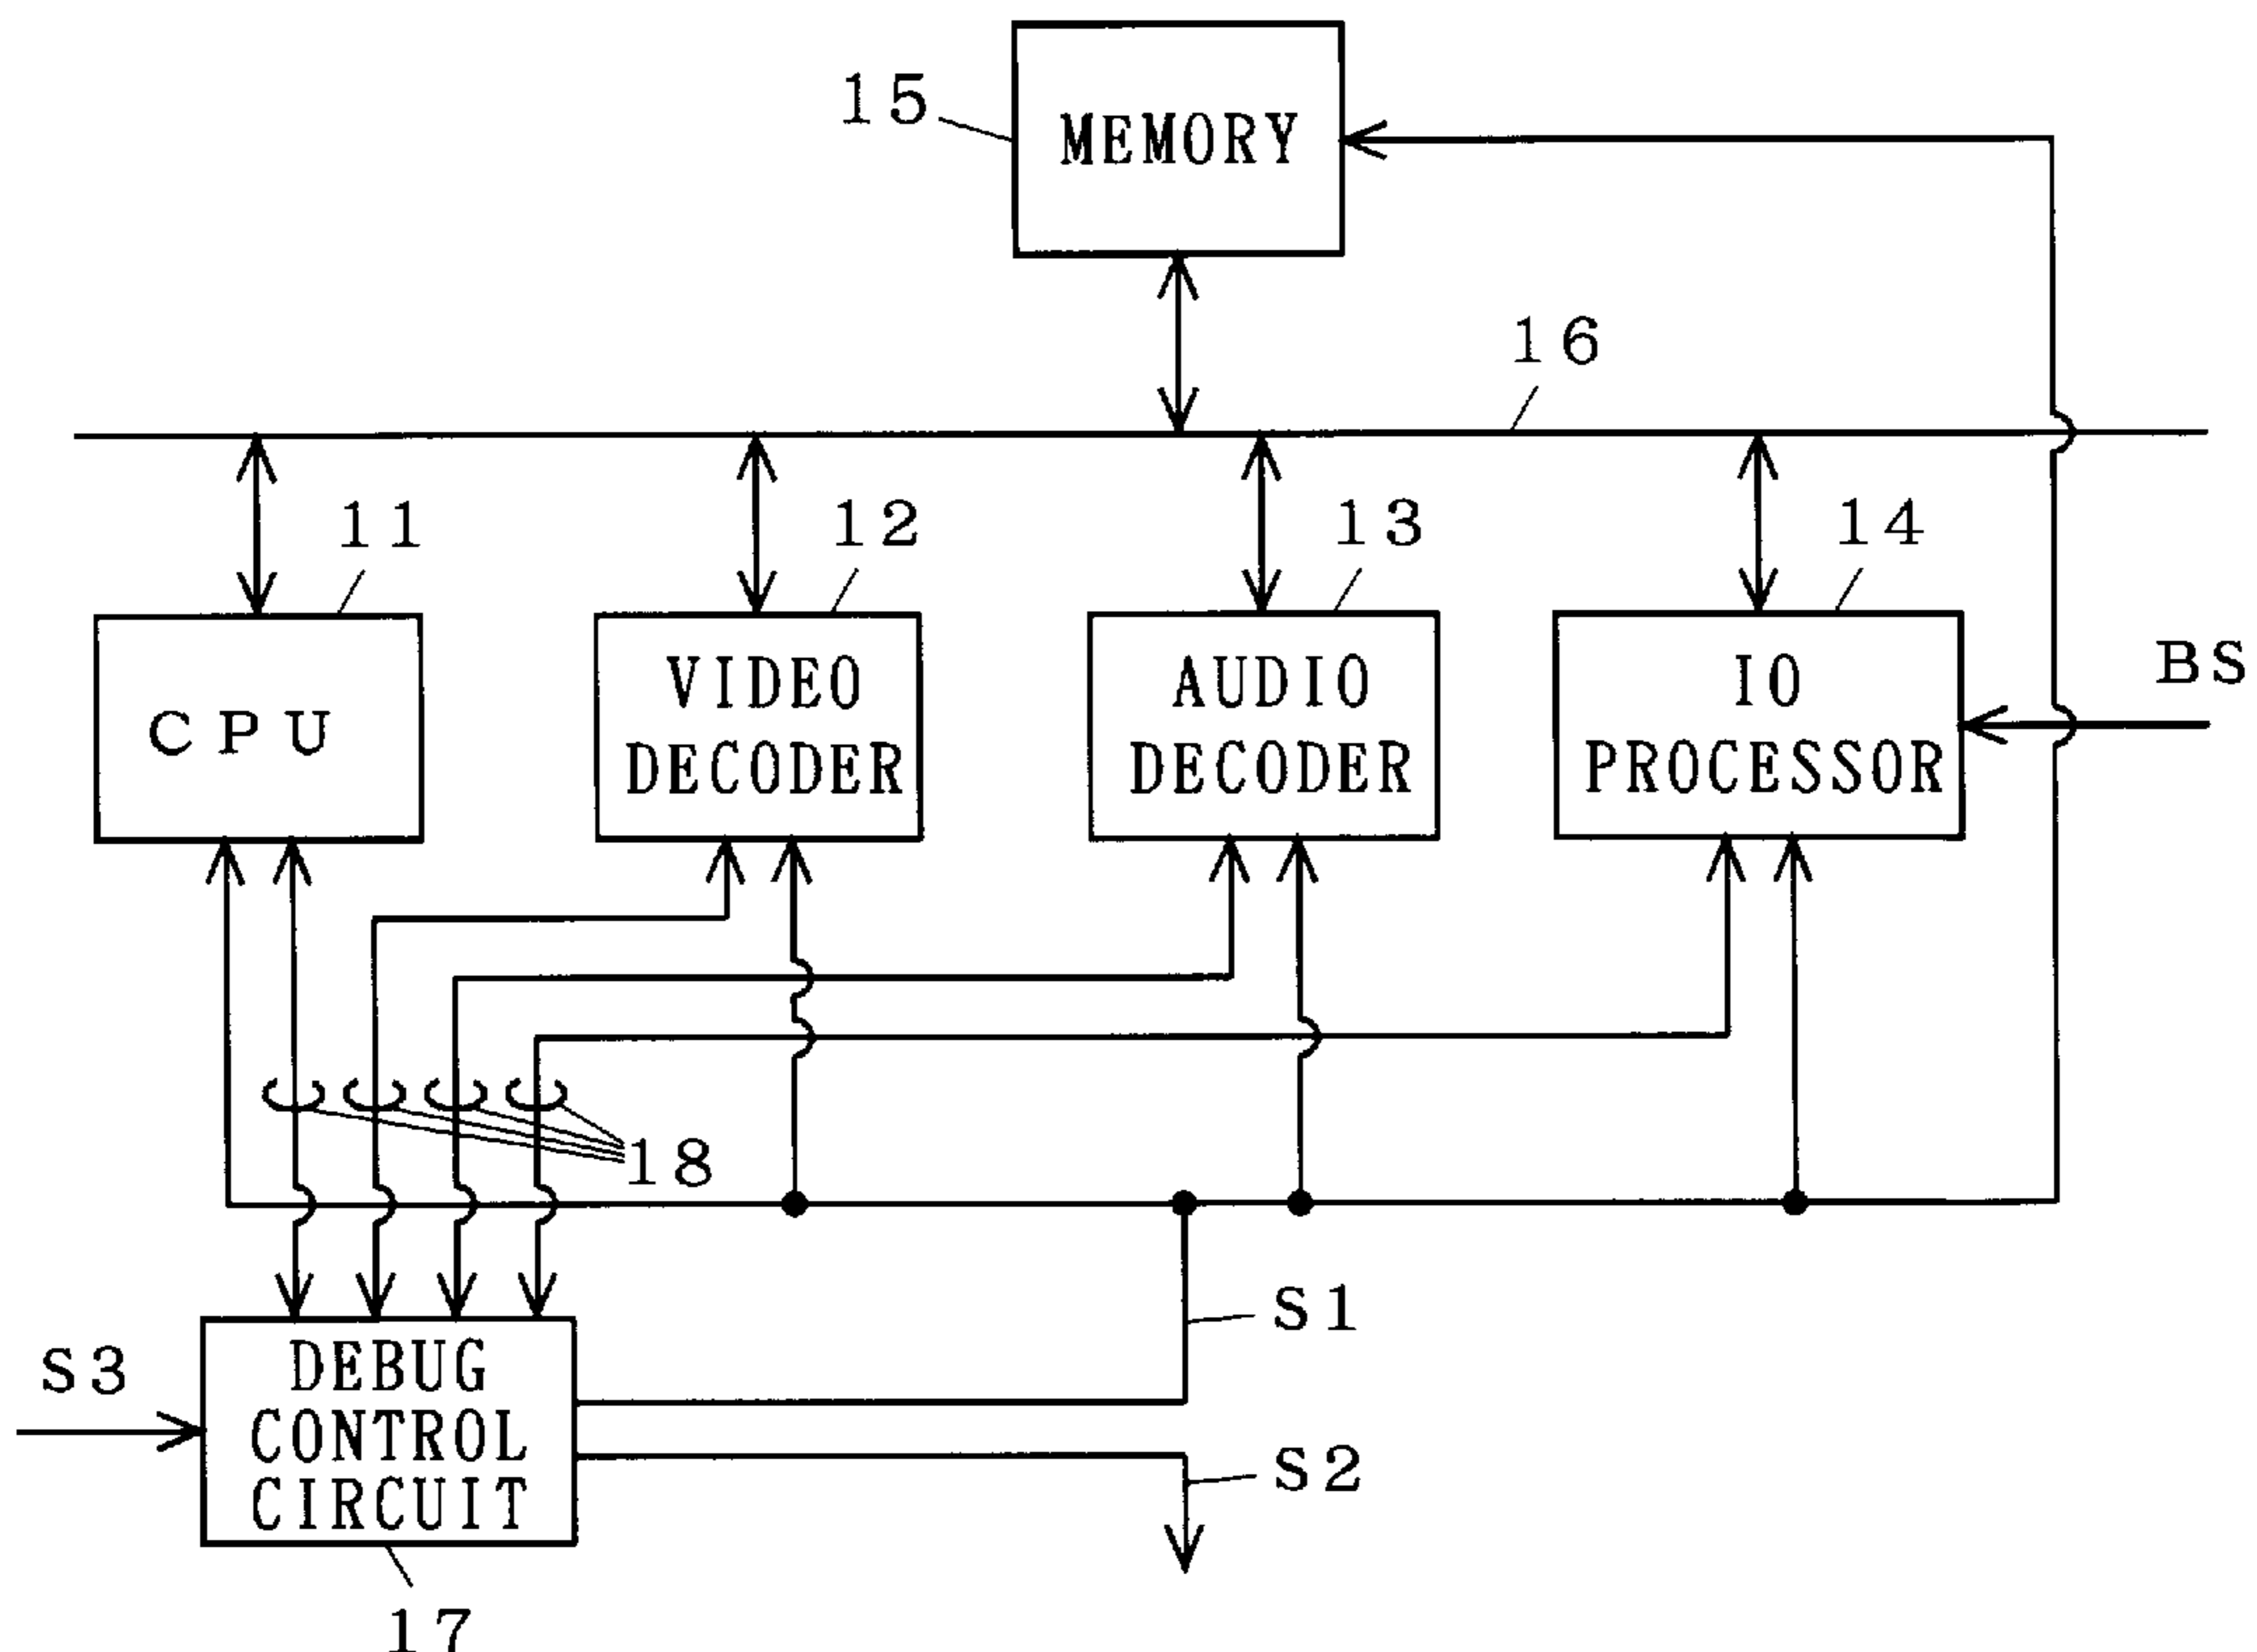 15
MEMORY
16
11
12
13
14
CPU
VIDEO
DECODER
AUDIO
DECODER
IO
PROCESSOR
BS
18
S1
S3
DEBUG
CONTROL
CIRCUIT
S2
17